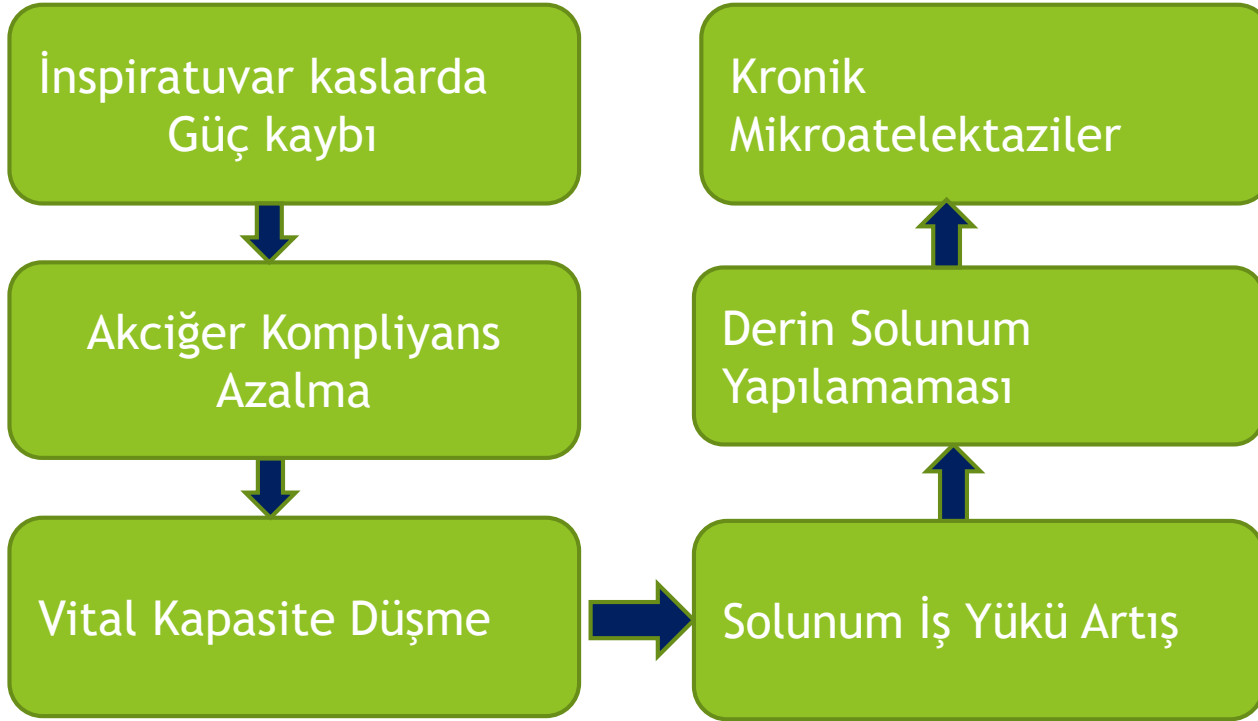 İnspiratuvar kaslarda
Güç kaybı
Akciğer Kompliyans
Azalma
Vital Kapasite Düşme
Solunum İş Yükü Artış
Derin Solunum
Yapılamaması
Kronik
Mikroatelektaziler